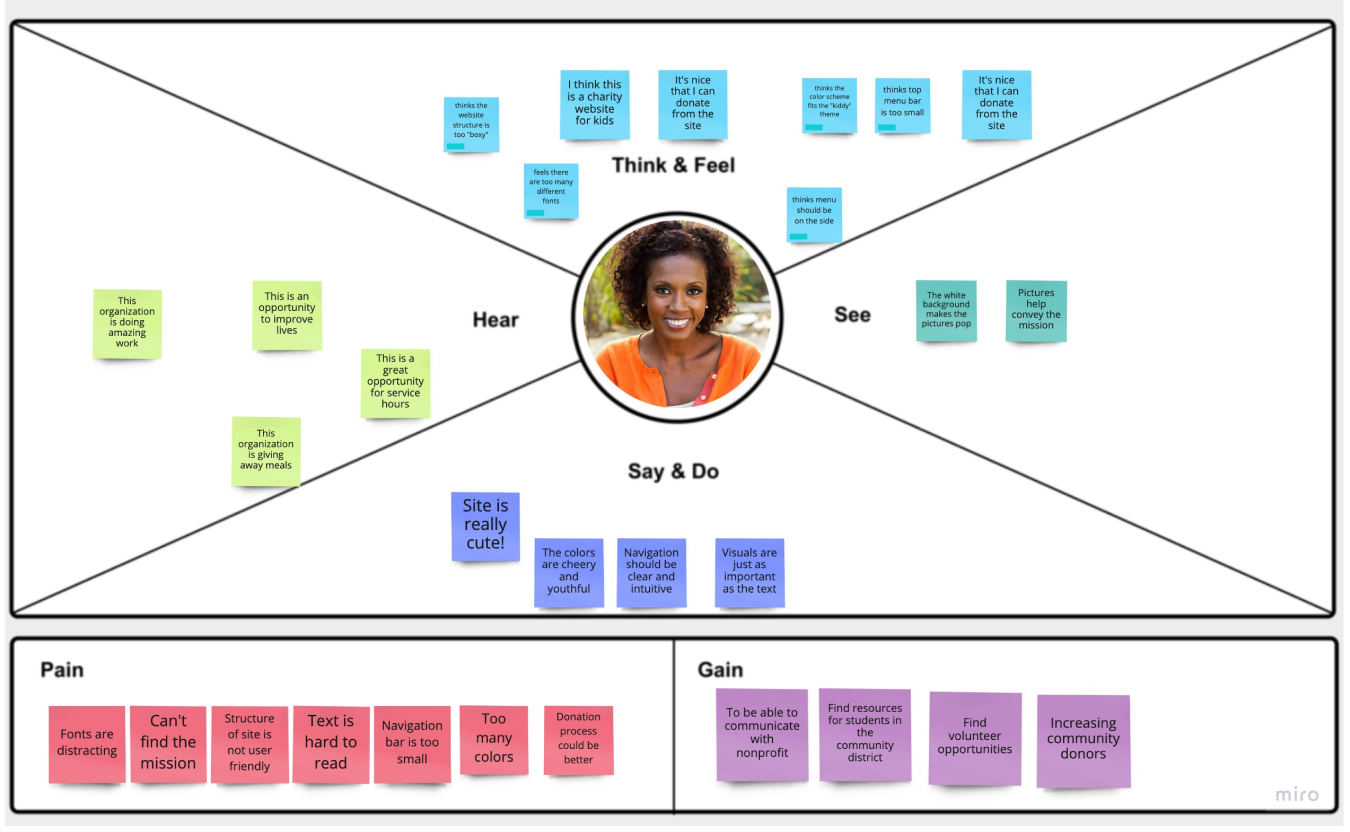 thinks the
website
structure is
too "boxy"
I think this
is a charity
website
for kids
It's nice
that I can
donate
from the
site
thinks the
color scheme
fits the "kiddy"
theme
thinks top
menu bar
is too small
It's nice
that I can
donate
from the
site
Think & Feel
feels there
are too many
different
fonts
thinks menu
should be
on the side
Hear
This
organization
is doing
amazing
work
This is an
opportunity
to improve
lives
This is a
great
opportunity
for service
hours
This
organization
is giving
away meals
See
The white
background
makes the
pictures pop
Pictures
help
convey the
mission
Say & Do
Site is
really
cute!
The colors
are cheery
and
youthful
Navigation
should be
clear and
intuitive
Visuals are
just as
important
as the text
Pain
Fonts are
distracting
Can't
find the
mission
Structure
of site is
not user
friendly
Text is
hard to
read
Navigation
bar is too
small
Too
many
colors
Donation
process
could be
better
Gain
To be able to
communicate
with
nonprofit
Find resources
for students in
the
community
district
Find
volunteer
opportunities
Increasing
community
donors
miro